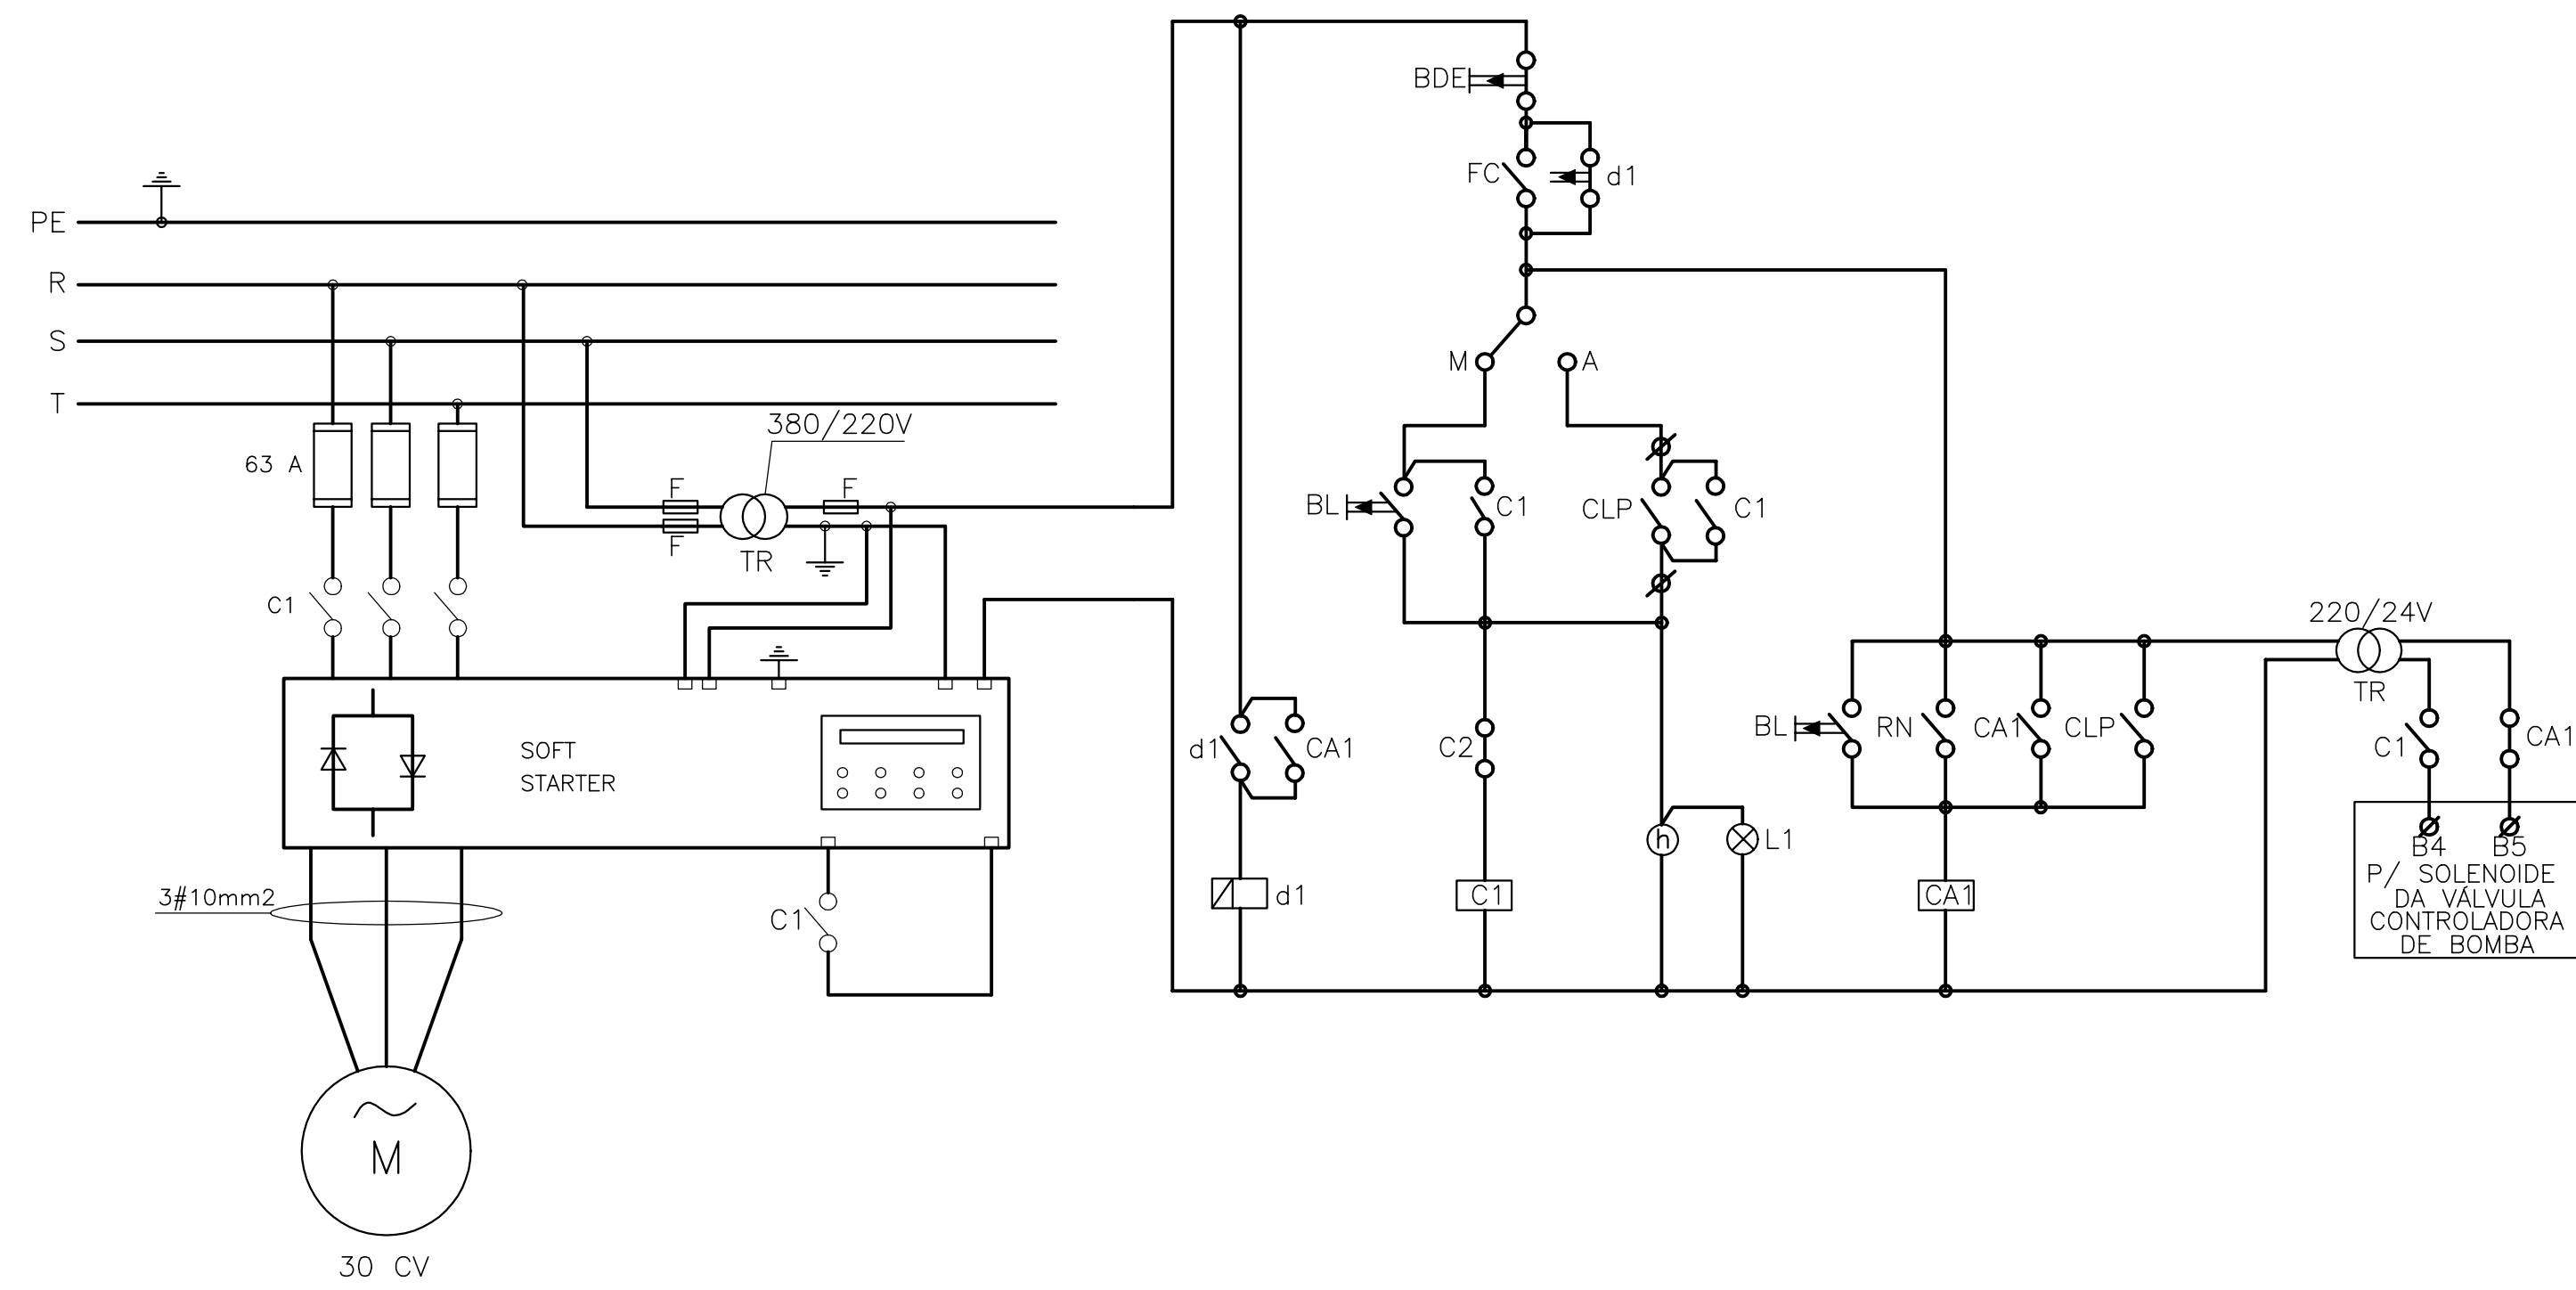 BDE
FC
d1
PE
R
S
T
M
A
380/220V
63 A
F
F
F
TR
C1
BL
C1
CLP
C1
220/24V
TR
SOFT
STARTER
d1
CA1
C2
BL
RN
CA1
CLP
C1
CA1
h
L1
B4
B5
P/ SOLENOIDE
DA VÁLVULA
CONTROLADORA
DE BOMBA
3#10mm2
C1
d1
C1
CA1
M
30 CV